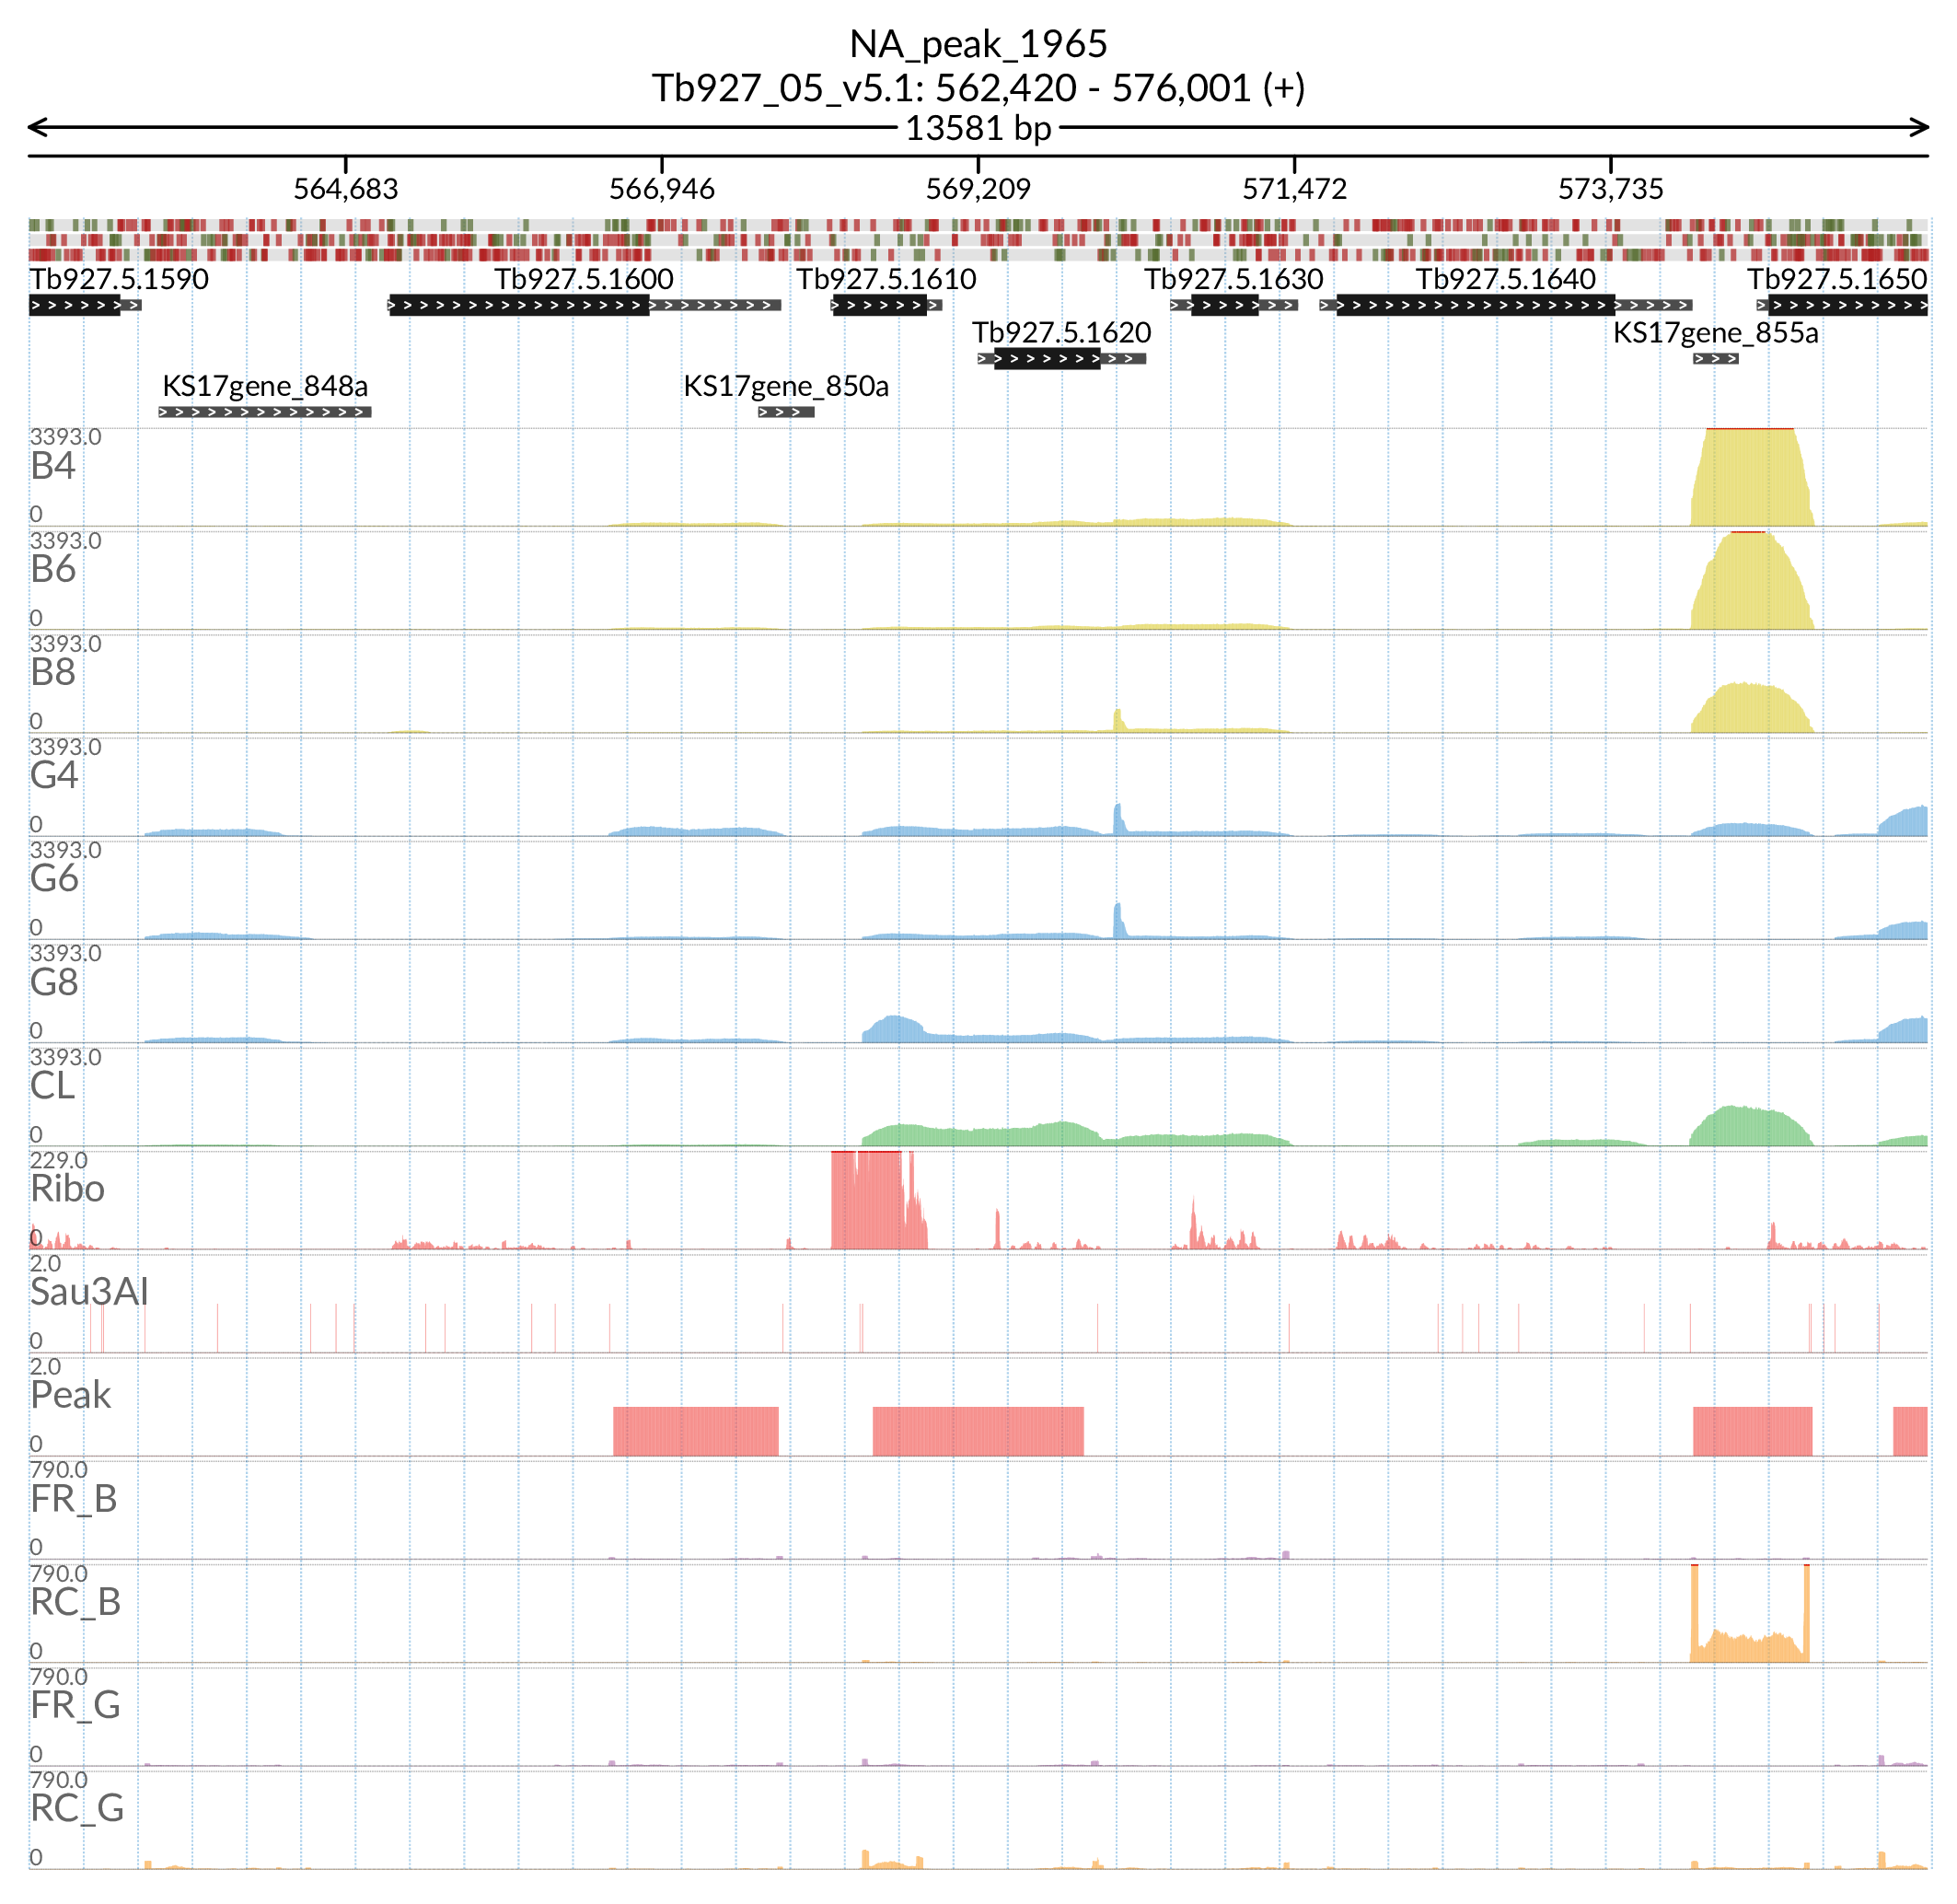 NA_peak_1965
Tb927_05_v5.1: 562,420 - 576,001 (+)
13581 bp
564,683 566,946 569,209 571,472 573,735
Tb927.5.1590 Tb927.5.1600 Tb927.5.1610 Tb927.5.1630 Tb927.5.1640 Tb927.5.1650
Tb927.5.1620 KS17gene_855a
KS17gene_848a KS17gene_850a
3393.0
B4
0
3393.0
B6
0
3393.0
B8
0
3393.0
G4
0
3393.0
G6
0
3393.0
G8
0
3393.0
CL
0
229.0
Ribo
0
2.0
Sau3AI
0
2.0
Peak
0
790.0
FR_B
0
790.0
RC_B
0
790.0
FR_G
0
790.0
RC_G
0